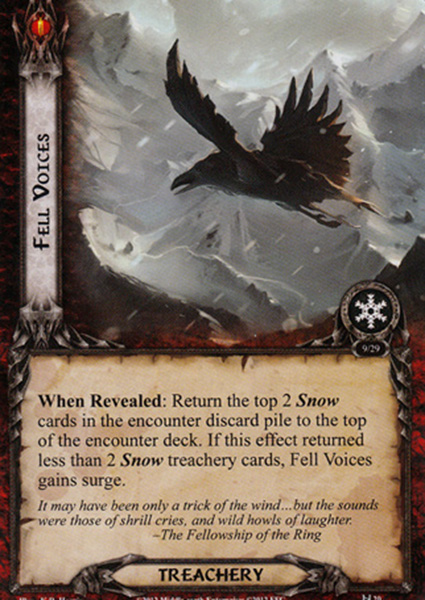 FELL VOICES
9/29
When Revealed: Return the top 2 Snow
cards in the encounter discard pile to the top
of the encounter deck. If this effect returned
less than 2 Snow treachery cards, Fell Voices
gains surge.
It may have been only a trick of the wind…but the sounds
were those of shrill cries, and wild howls of laughter.
–The Fellowship of the Ring
TREACHERY